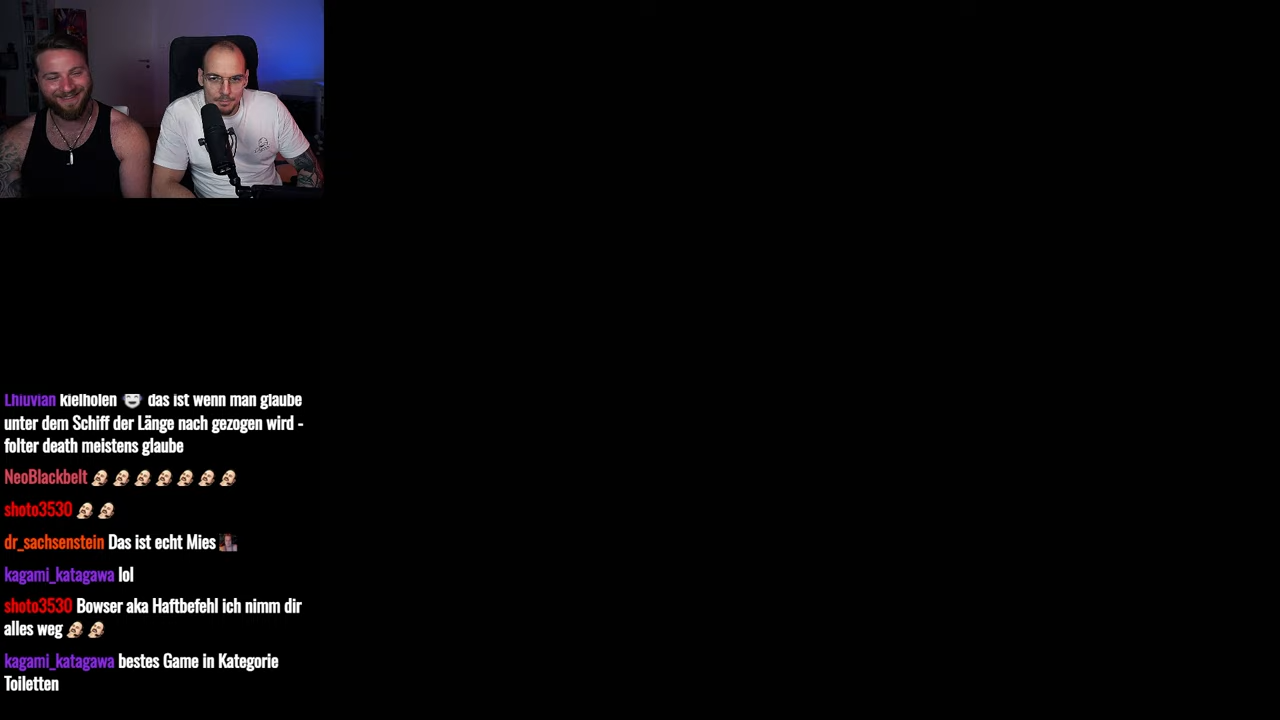 Lhiuvian kielholen das ist wenn man glaube
unter dem Schiff der Länge nach gezogen wird -
folter death meistens glaube
NeoBlackbelt
shoto3530
dr_sachsenstein Das ist echt Mies
kagami_katagawa lol
shoto3530 Bowser aka Haftbefehl ich nimm dir
alles weg
kagami_katagawa bestes Game in Kategorie
Toiletten